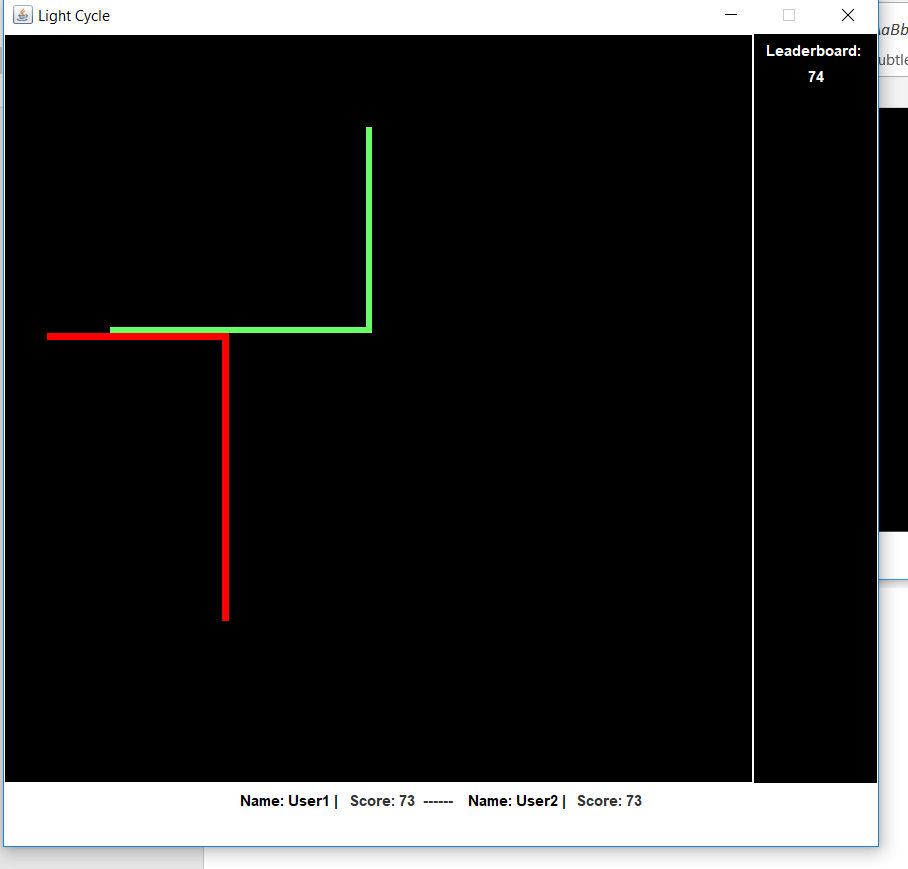 Light Cycle
Leaderboard:
74
Name: User1 | Score: 73 ------ Name: User2 | Score: 73